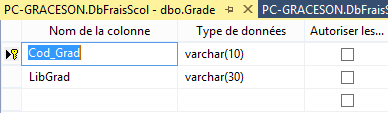 PC-GRACESON.DbFraisScol - dbo.Grade
PC-GRACESON.DbFraisS
Nom de la colonne Type de données Autoriser les...
Cod_Grad varchar(10)
LibGrad varchar(30)